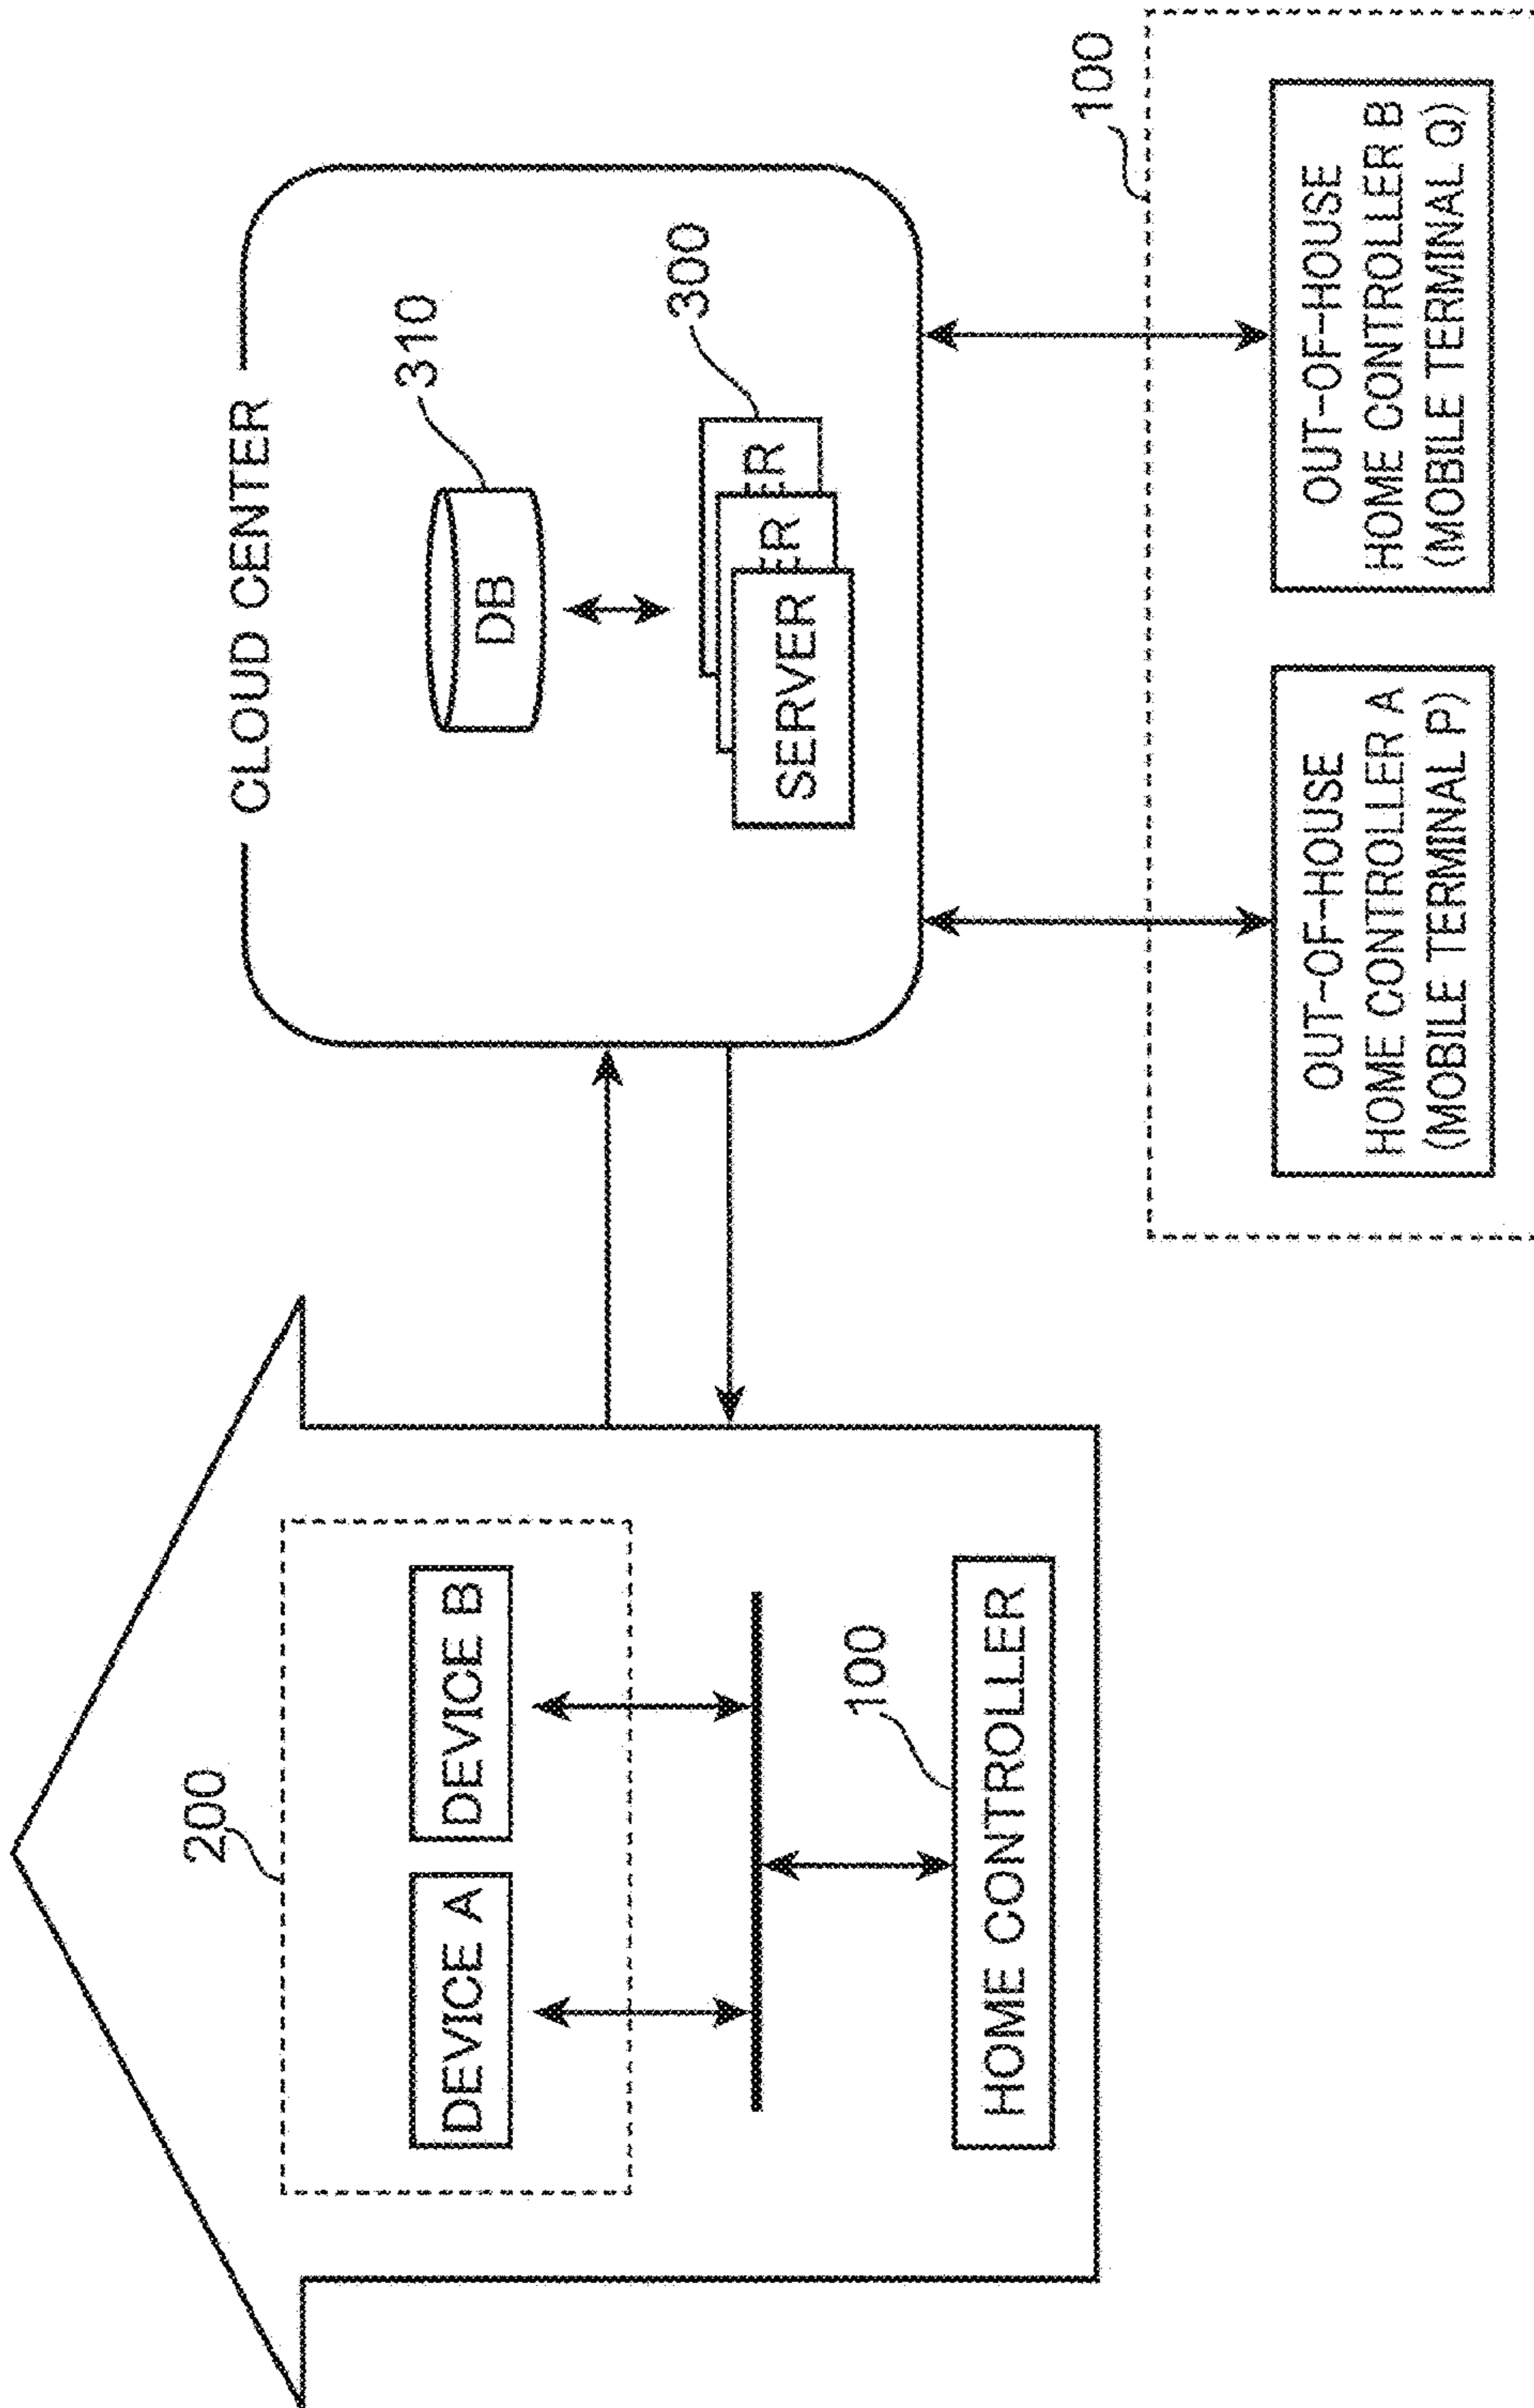 200
DEVICE A
DEVICE B
100
HOME CONTROLLER
CLOUD CENTER
310
DB
300
SERVER
ER
ER
100
OUT-OF-HOUSE
HOME CONTROLLER A
(MOBILE TERMINAL P)
OUT-OF-HOUSE
HOME CONTROLLER B
(MOBILE TERMINAL Q)